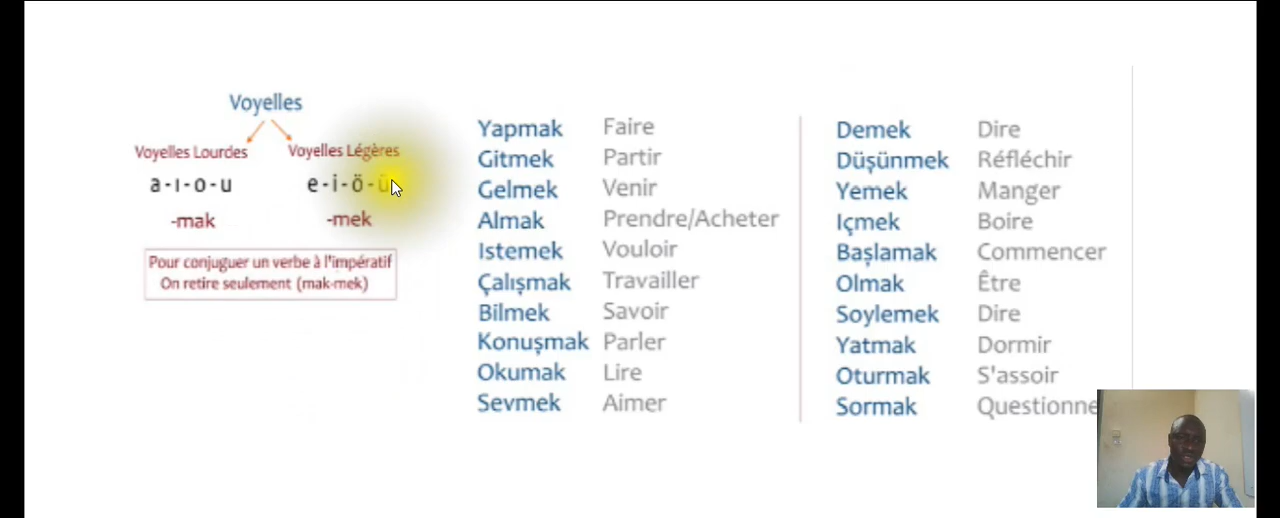 Voyelles
Voyelles Lourdes Voyelles Légères
a - ı - o - u e - i - ö - ü
-mak -mek
Pour conjuguer un verbe à l'impératif
On retire seulement (mak-mek)
Yapmak Faire
Gitmek Partir
Gelmek Venir
Almak Prendre/Acheter
Istemek Vouloir
Çalışmak Travailler
Bilmek Savoir
Konuşmak Parler
Okumak Lire
Sevmek Aimer
Demek Dire
Düşünmek Réfléchir
Yemek Manger
Içmek Boire
Başlamak Commencer
Olmak Être
Soylemek Dire
Yatmak Dormir
Oturmak S'assoir
Sormak Questionne